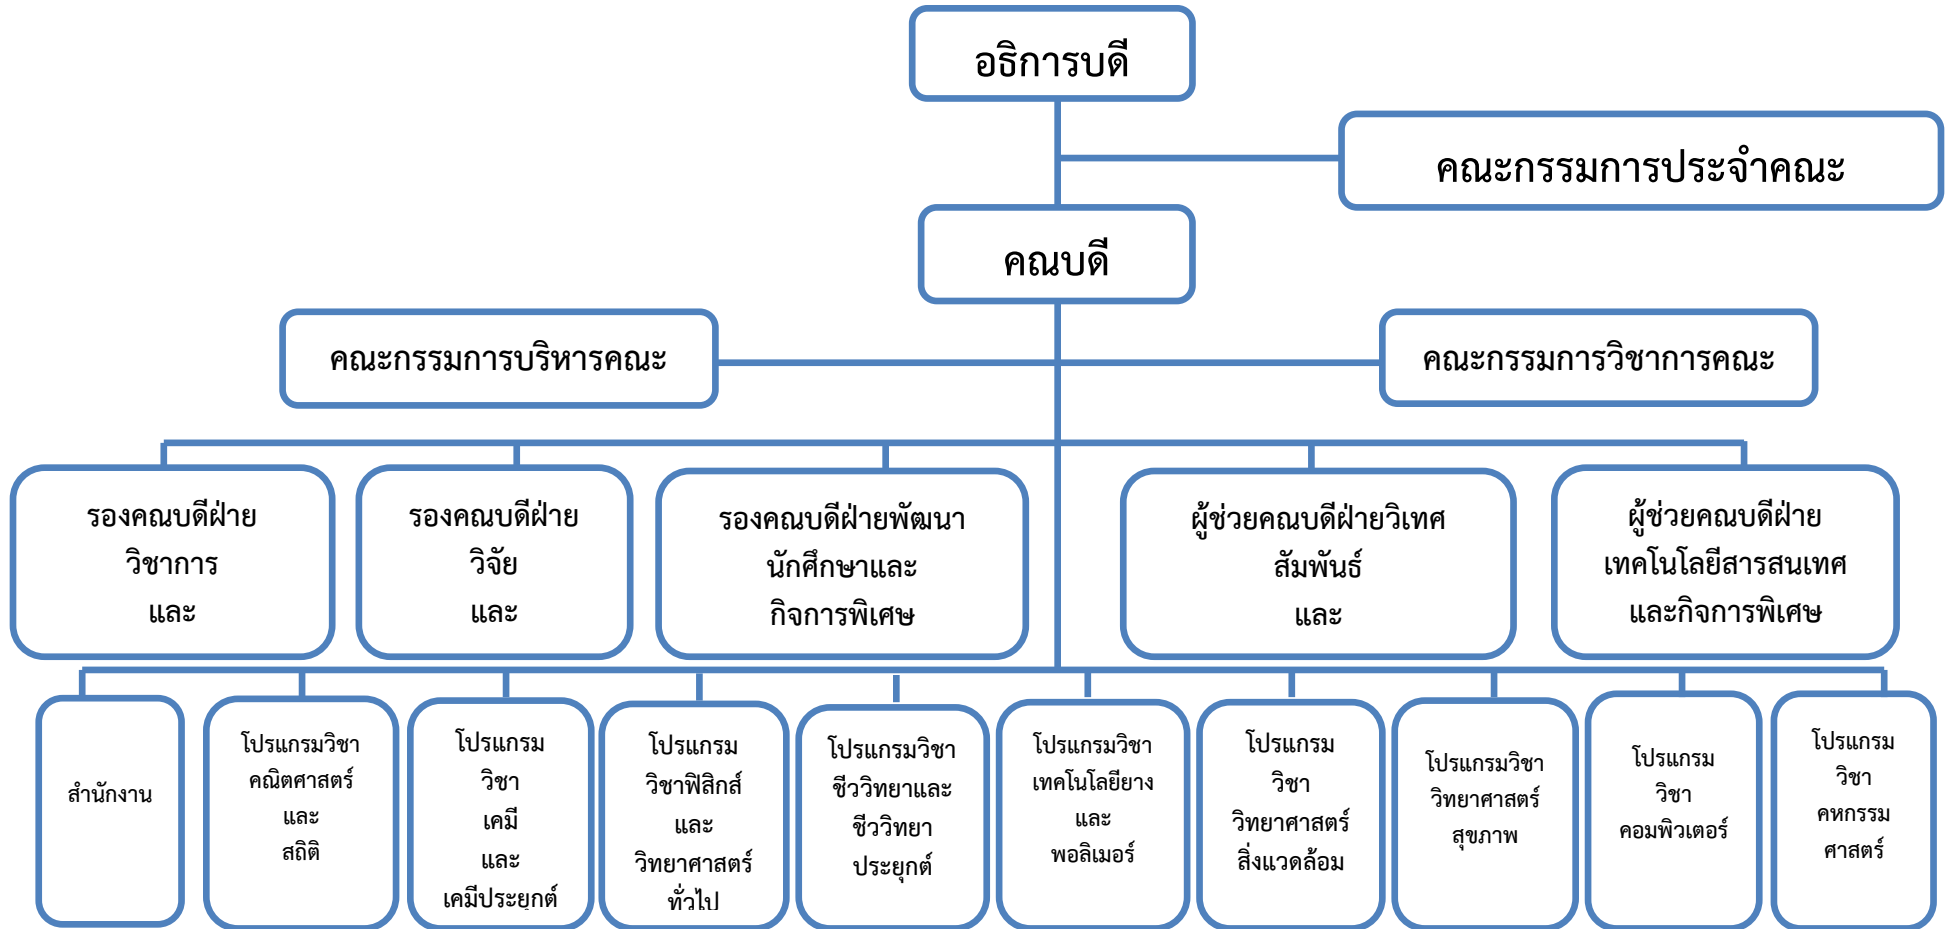 อธิการบดี
คณะกรรมการประจำคณะ
คณบดี
คณะกรรมการบริหารคณะ
คณะกรรมการวิชาการคณะ
รองคณบดีฝ่าย
วิชาการ
และ
รองคณบดีฝ่าย
วิจัย
และ
รองคณบดีฝ่ายพัฒนา
นักศึกษาและ
กิจการพิเศษ
ผู้ช่วยคณบดีฝ่ายวิเทศ
สัมพันธ์
และ
ผู้ช่วยคณบดีฝ่าย
เทคโนโลยีสารสนเทศ
และกิจการพิเศษ
สำนักงาน
โปรแกรมวิชา
คณิตศาสตร์
และ
สถิติ
โปรแกรม
วิชา
เคมี
และ
เคมีประยุกต์
โปรแกรม
วิชาฟิสิกส์
และ
วิทยาศาสตร์
ทั่วไป
โปรแกรมวิชา
ชีววิทยาและ
ชีววิทยา
ประยุกต์
โปรแกรมวิชา
เทคโนโลยียาง
และ
พอลิเมอร์
โปรแกรม
วิชา
วิทยาศาสตร์
สิ่งแวดล้อม
โปรแกรมวิชา
วิทยาศาสตร์
สุขภาพ
โปรแกรม
วิชา
คอมพิวเตอร์
โปรแกรม
วิชา
คหกรรม
ศาสตร์